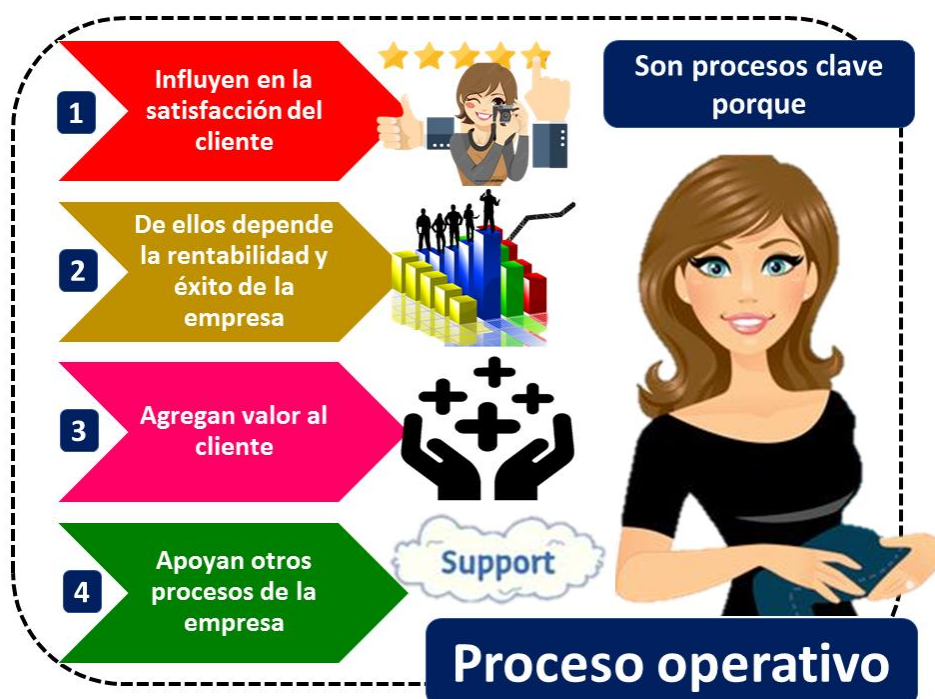 Son procesos clave
porque
1
Influyen en la
satisfacción del
cliente
2
De ellos depende
la rentabilidad y
éxito de la
empresa
3
Agregan valor al
cliente
4
Apoyan otros
procesos de la
empresa
Support
Proceso operativo